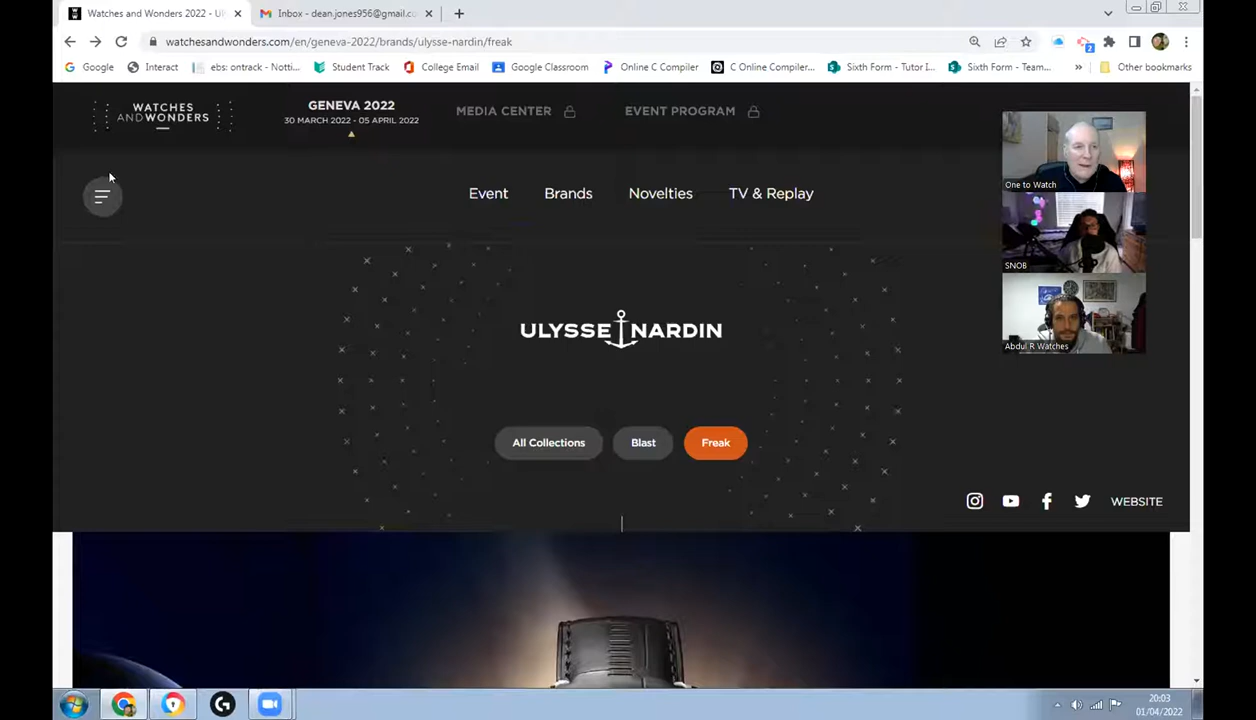 Watches and Wonders 2022 - U
Inbox - dean.jones956@gmail.co
watchesandwonders.com/en/geneva-2022/brands/ulysse-nardin/freak
2
Google
Interact
ebs: ontrack - Notti...
Student Track
College Email
Google Classroom
Online C Compiler
C Online Compiler...
Sixth Form - Tutor I...
Sixth Form - Team...
»
Other bookmarks
WATCHES
ANDWONDERS
GENEVA 2022
30 MARCH 2022 - 05 APRIL 2022
MEDIA CENTER
EVENT PROGRAM
Event
Brands
Novelties
TV & Replay
One to Watch
SNOB
Abdul R Watches
ULYSSE NARDIN
All Collections
Blast
Freak
WEBSITE
20:03
01/04/2022